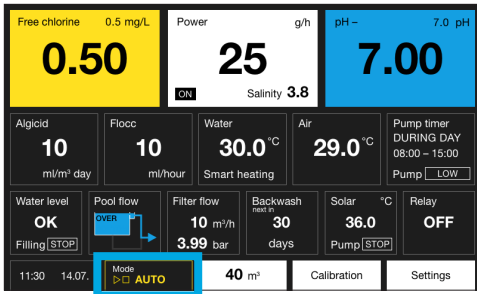 Free chlorine 0.5 mg/L
0.50
Power g/h
25
ON Salinity 3.8
pH – 7.0 pH
7.00
Algicid
10
ml/m³ day
Flocc
10
ml/hour
Water
30.0 °C
Smart heating
Air
29.0 °C
Pump timer
DURING DAY
08:00 – 15:00
Pump LOW
Water level
OK
Filling STOP
Pool flow
OVER
Filter flow
10 m³/h
3.99 bar
Backwash
next in
30
days
Solar °C
36.0
Pump STOP
Relay
OFF
11:30 14.07.
Mode
AUTO
40 m³
Calibration
Settings